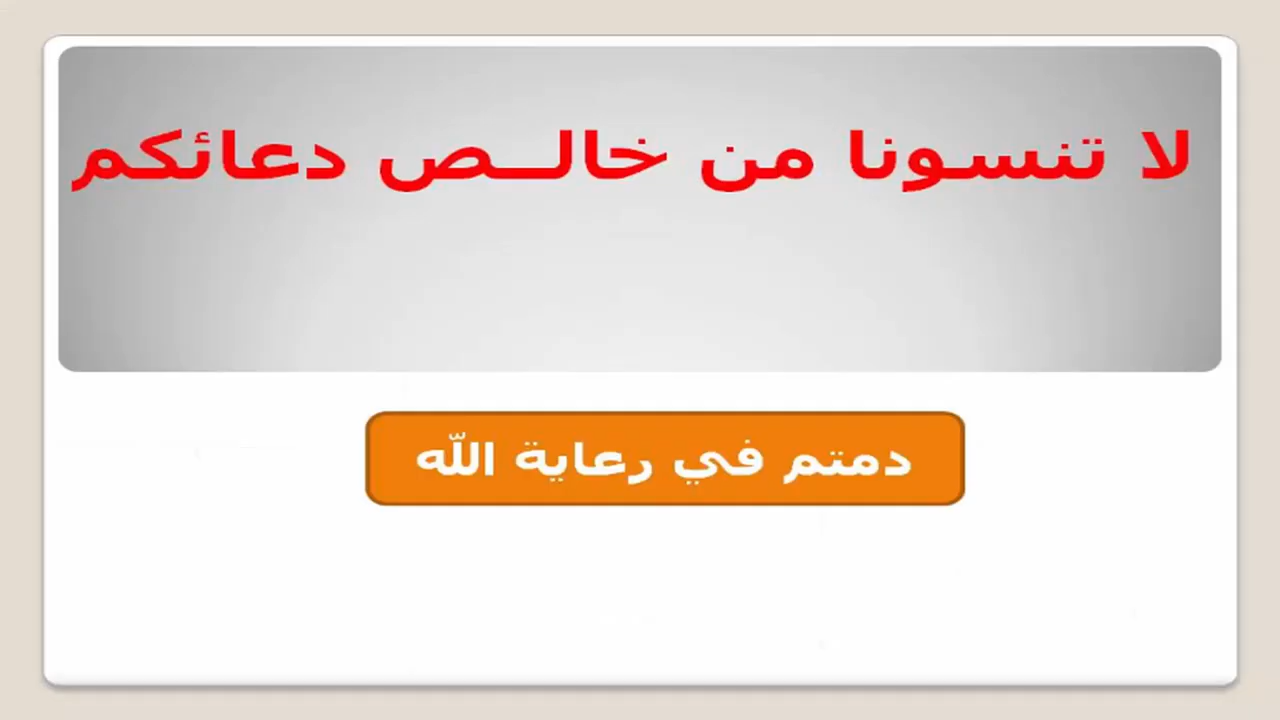 لا تنسونا من خالــص دعائكم
دمتم في رعاية الله